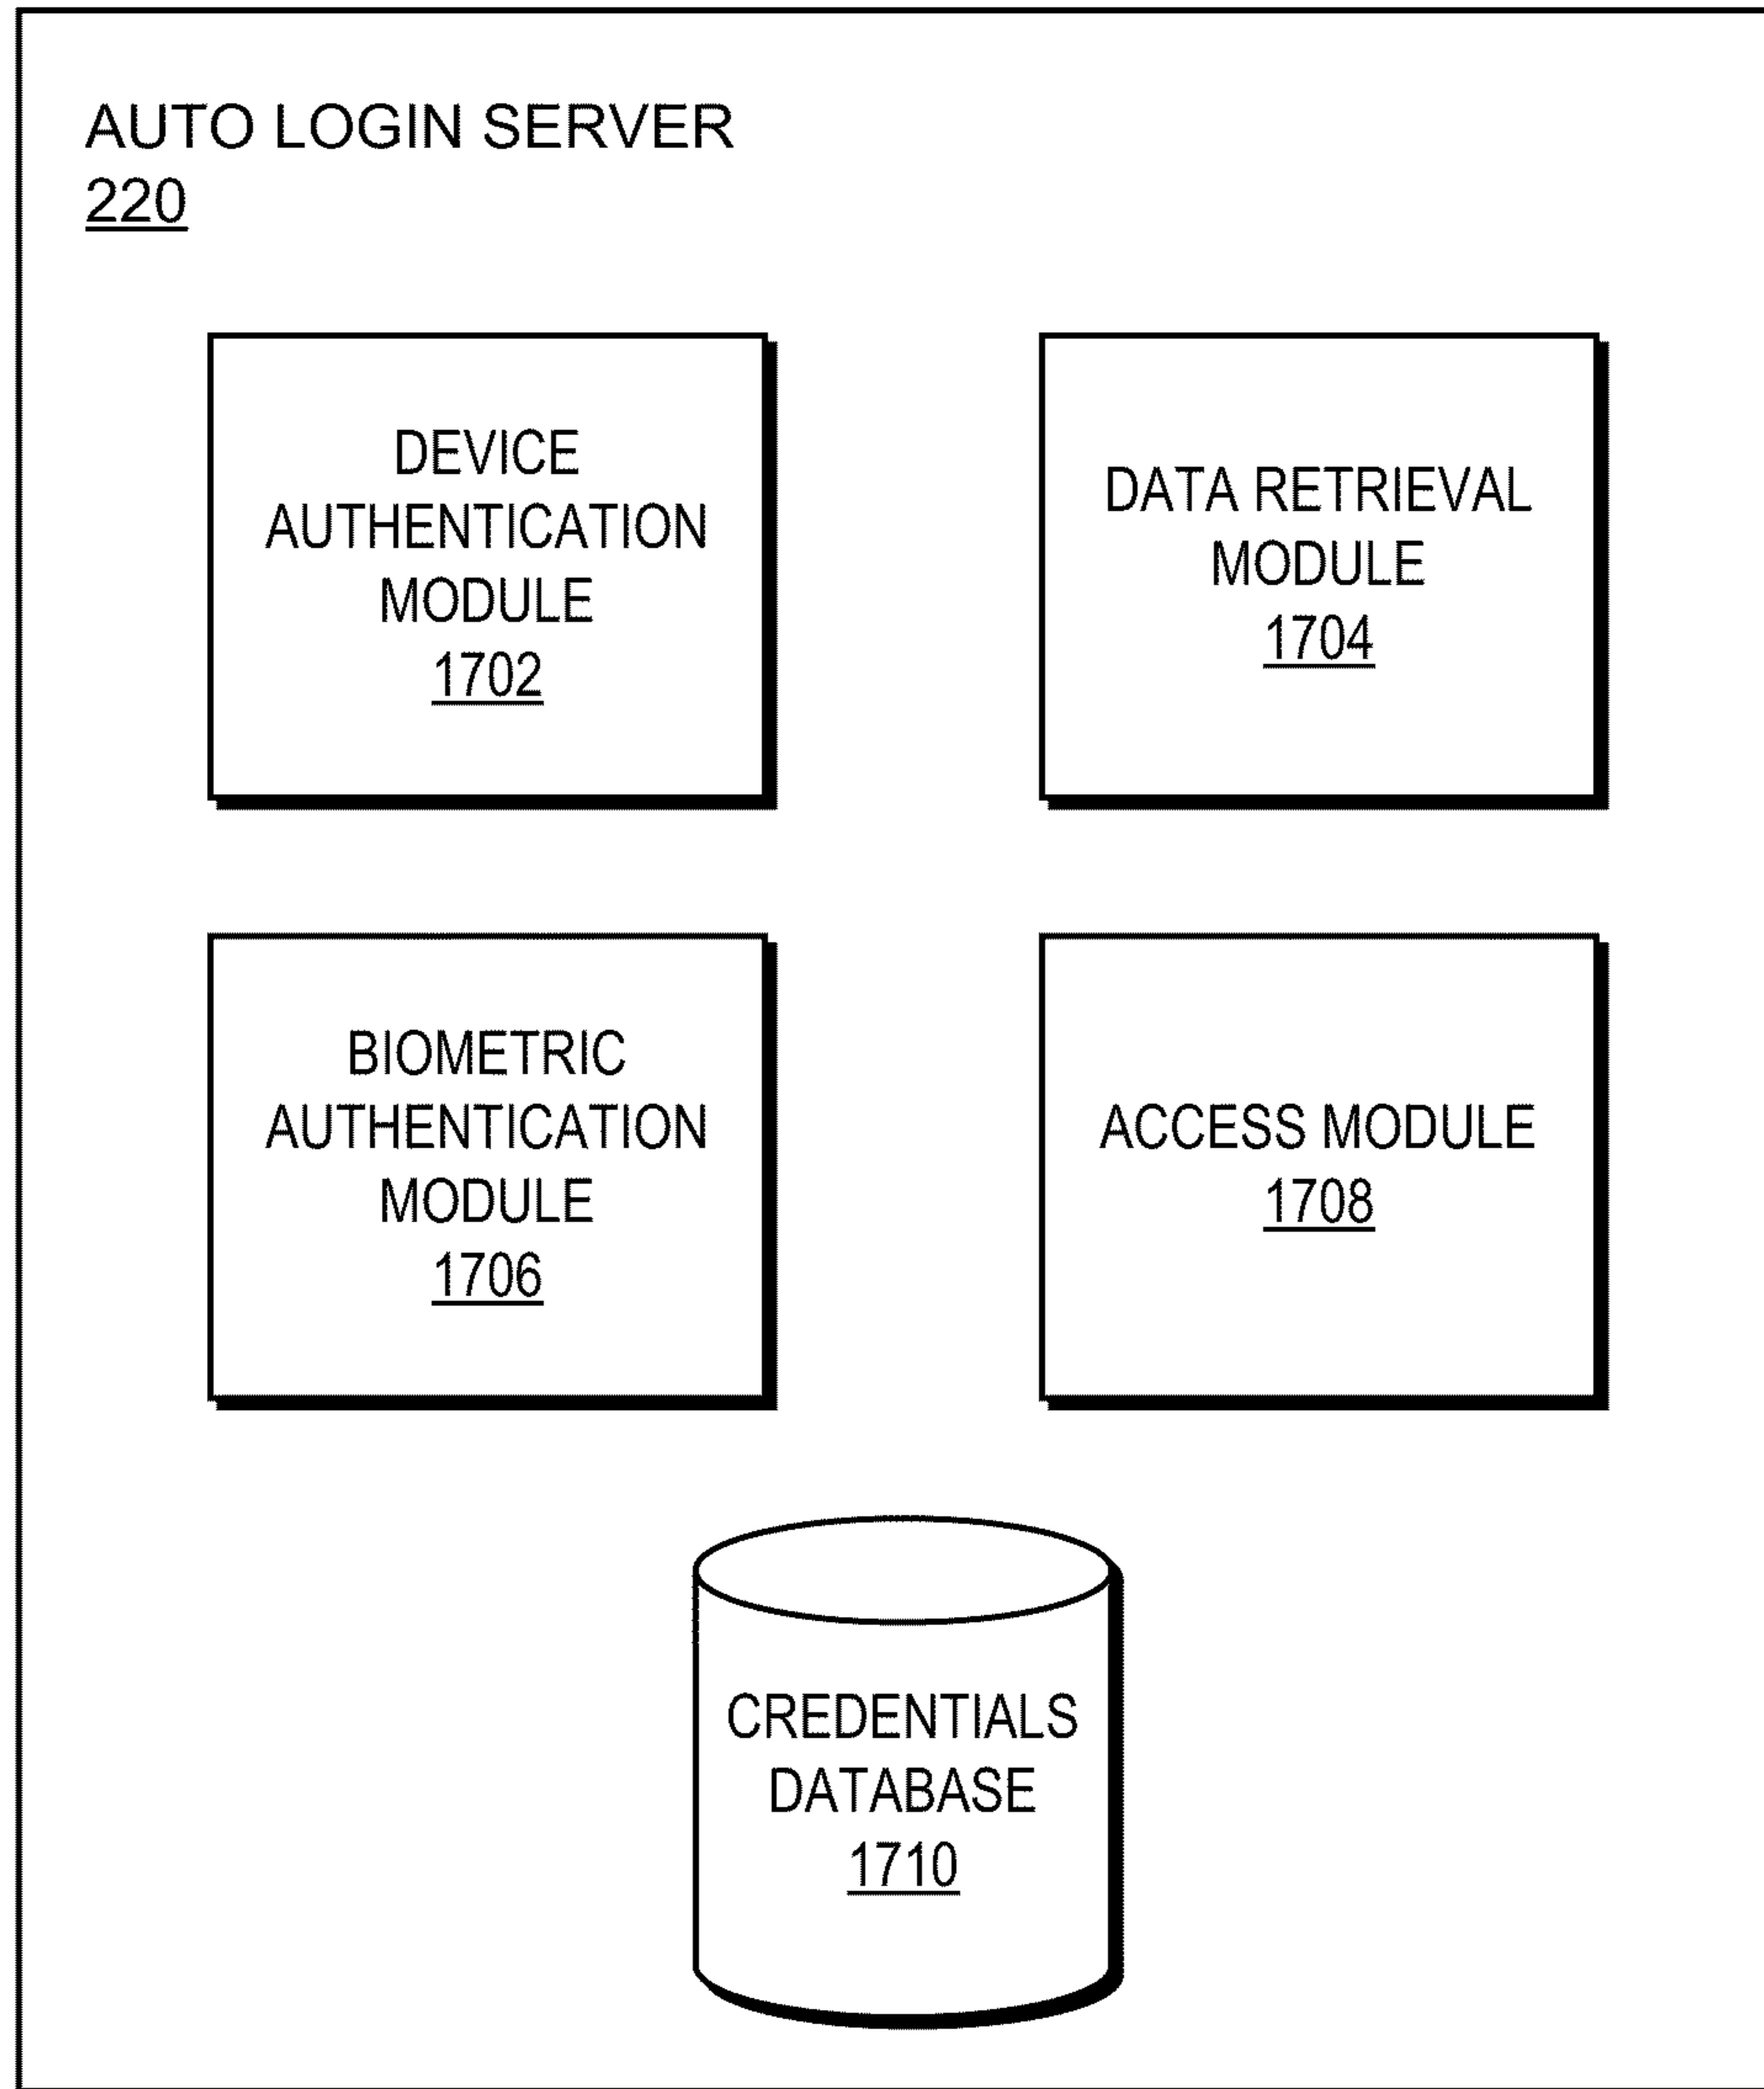 AUTO LOGIN SERVER
220
DEVICE
AUTHENTICATION
MODULE
1702
DATA RETRIEVAL
MODULE
1704
BIOMETRIC
AUTHENTICATION
MODULE
1706
ACCESS MODULE
1708
CREDENTIALS
DATABASE
1710